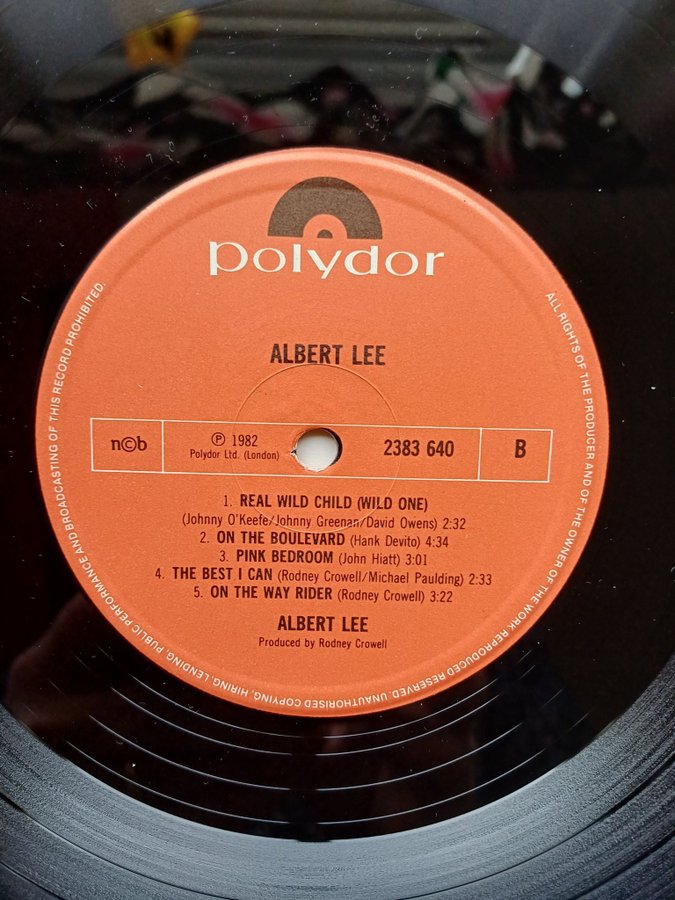 polydor
ALBERT LEE
n©b
℗ 1982
Polydor Ltd. (London)
2383 640
B
1. REAL WILD CHILD (WILD ONE)
(Johnny O'Keefe/Johnny Greenan/David Owens) 2:32
2. ON THE BOULEVARD (Hank Devito) 4:34
3. PINK BEDROOM (John Hiatt) 3:01
4. THE BEST I CAN (Rodney Crowell/Michael Paulding) 2:33
5. ON THE WAY RIDER (Rodney Crowell) 3:22
ALBERT LEE
Produced by Rodney Crowell
ALL RIGHTS OF THE PRODUCER AND OF THE OWNER OF THE WORK REPRODUCED RESERVED. UNAUTHORISED COPYING, HIRING, LENDING, PUBLIC PERFORMANCE AND BROADCASTING OF THIS RECORD PROHIBITED.